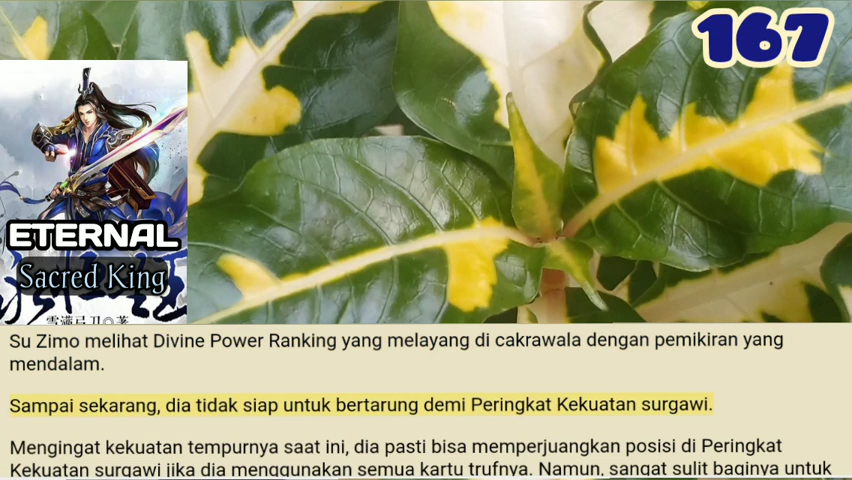 167
ETERNAL
Sacred King
Su Zimo melihat Divine Power Ranking yang melayang di cakrawala dengan pemikiran yang
mendalam.
Sampai sekarang, dia tidak siap untuk bertarung demi Peringkat Kekuatan surgawi.
Mengingat kekuatan tempurnya saat ini, dia pasti bisa memperjuangkan posisi di Peringkat
Kekuatan surgawi jika dia menggunakan semua kartu trufnya. Namun, sangat sulit baginya untuk